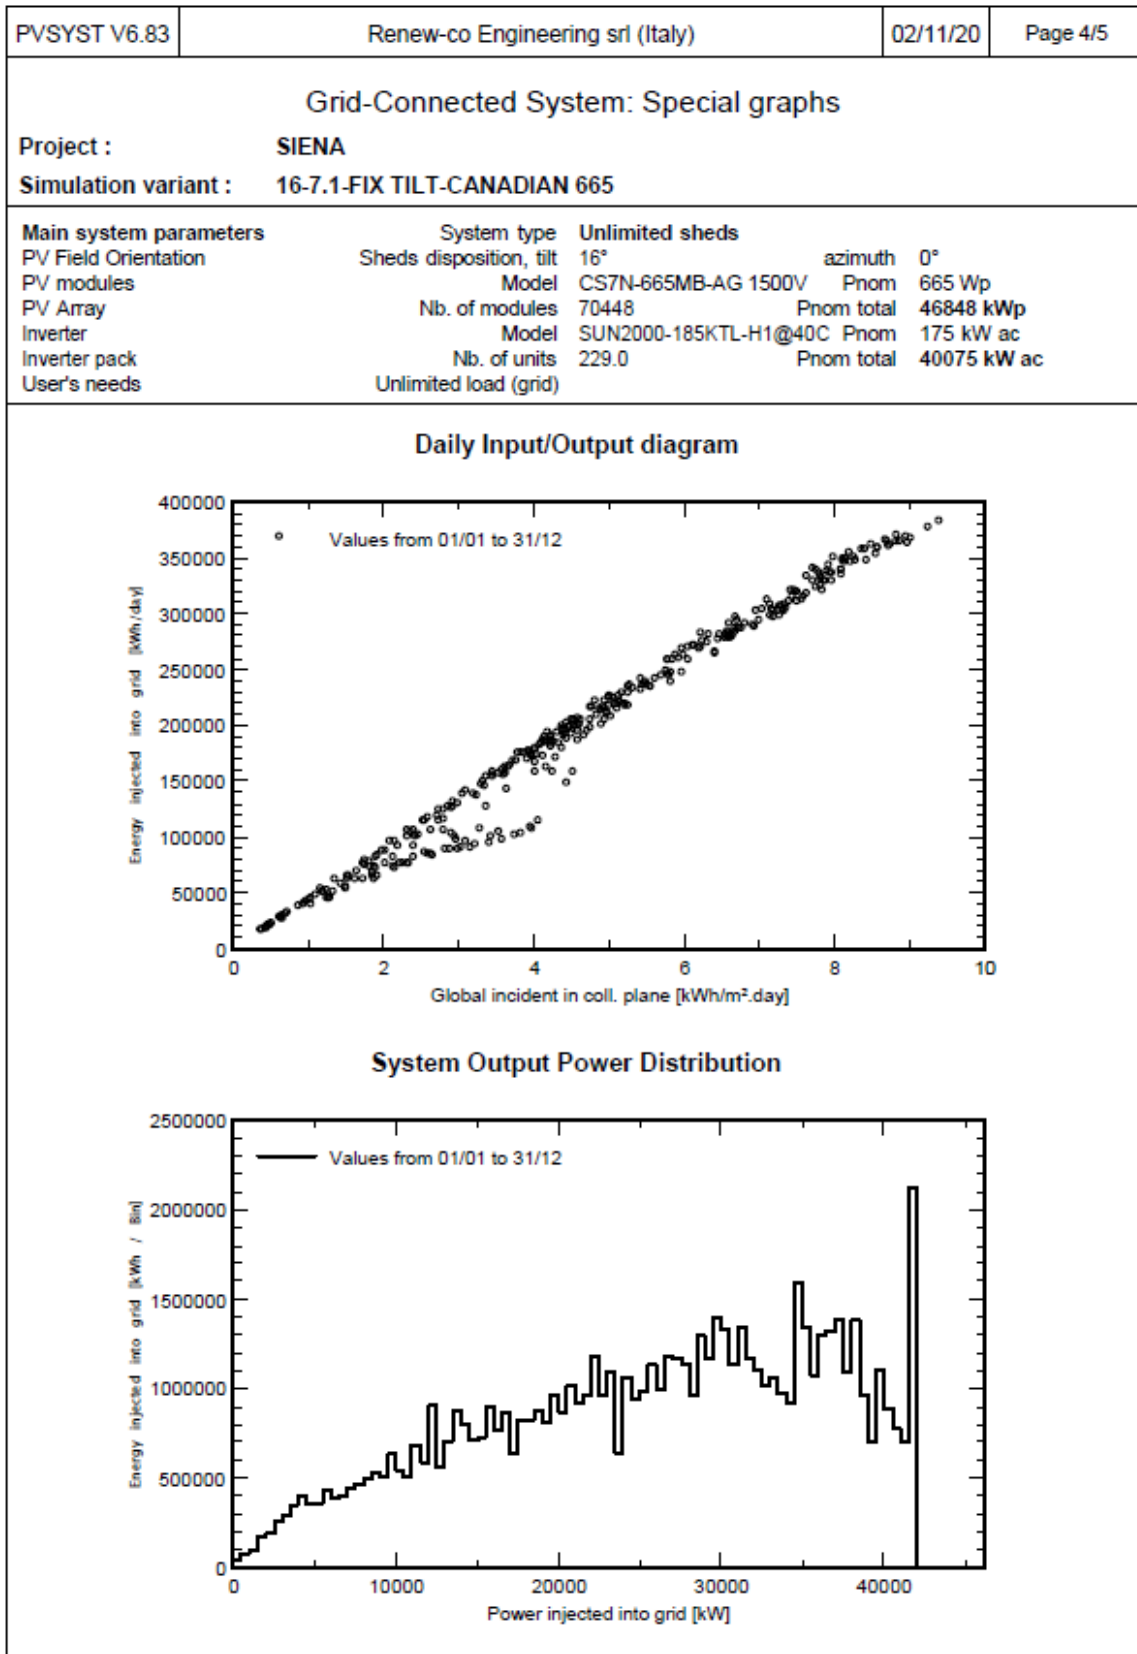 PVSYST V6.83 Renew-co Engineering srl (Italy) 02/11/20 Page 4/5
Grid-Connected System: Special graphs
Project : SIENA
Simulation variant : 16-7.1-FIX TILT-CANADIAN 665
Main system parameters System type Unlimited sheds
PV Field Orientation Sheds disposition, tilt 16° azimuth 0°
PV modules Model CS7N-665MB-AG 1500V Pnom 665 Wp
PV Array Nb. of modules 70448 Pnom total 46848 kWp
Inverter Model SUN2000-185KTL-H1@40C Pnom 175 kW ac
Inverter pack Nb. of units 229.0 Pnom total 40075 kW ac
User's needs Unlimited load (grid)
Daily Input/Output diagram
Values from 01/01 to 31/12
Energy injected into grid [kWh/day]
400000
350000
300000
250000
200000
150000
100000
50000
0
0 2 4 6 8 10
Global incident in coll. plane [kWh/m².day]
System Output Power Distribution
Values from 01/01 to 31/12
Energy injected into grid [kWh / Bin]
2500000
2000000
1500000
1000000
500000
0
0 10000 20000 30000 40000
Power injected into grid [kW]